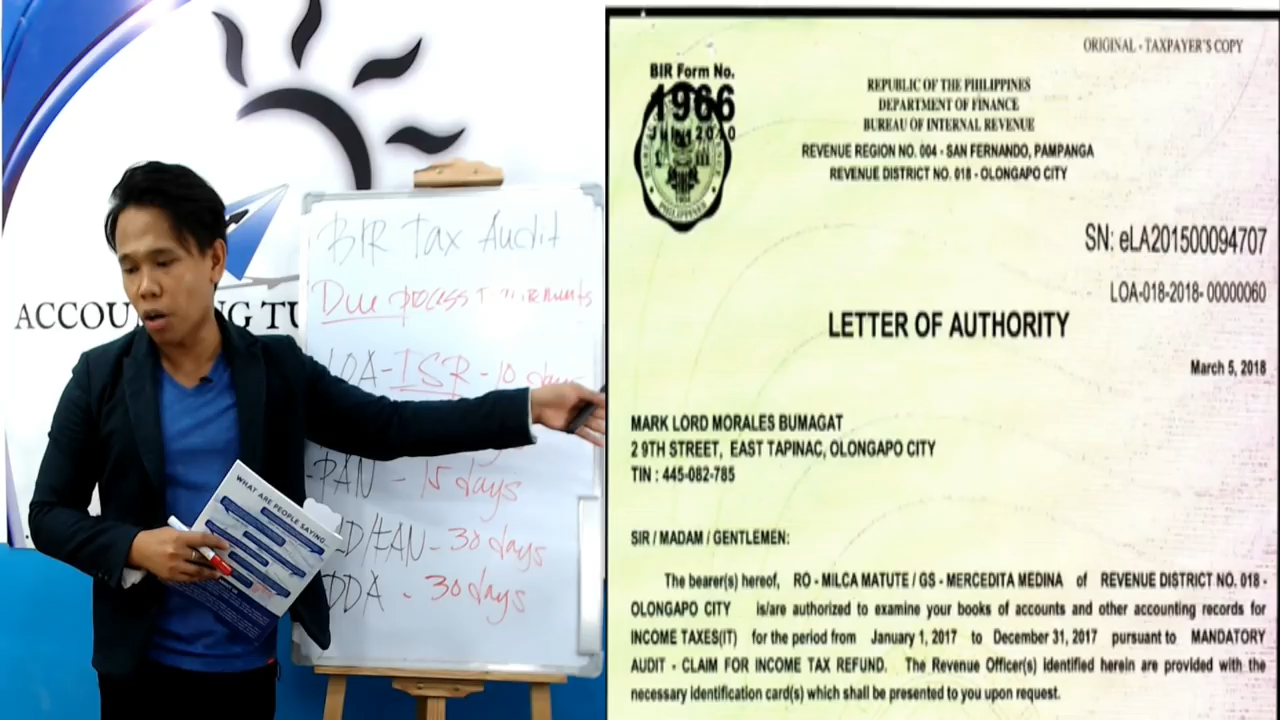 ACCOU NG TU
BIR Tax Audit
Due process
LOA-ISR-10 days
PAN - 15 days
LD/FAN- 30 days
DDA - 30 days
WHAT ARE PEOPLE SAYING
ORIGINAL - TAXPAYER'S COPY
BIR Form No.
1966
REPUBLIC OF THE PHILIPPINES
DEPARTMENT OF FINANCE
BUREAU OF INTERNAL REVENUE
REVENUE REGION NO. 004 - SAN FERNANDO, PAMPANGA
REVENUE DISTRICT NO. 018 - OLONGAPO CITY
SN: eLA201500094707
LOA-018-2018- 00000060
LETTER OF AUTHORITY
March 5, 2018
MARK LORD MORALES BUMAGAT
2 9TH STREET, EAST TAPINAC, OLONGAPO CITY
TIN : 445-082-785
SIR / MADAM / GENTLEMEN:
The bearer(s) hereof, RO - MILCA MATUTE / GS - MERCEDITA MEDINA of REVENUE DISTRICT NO. 018 -
OLONGAPO CITY is/are authorized to examine your books of accounts and other accounting records for
INCOME TAXES(IT) for the period from January 1, 2017 to December 31, 2017 pursuant to MANDATORY
AUDIT - CLAIM FOR INCOME TAX REFUND. The Revenue Officer(s) identified herein are provided with the
necessary identification card(s) which shall be presented to you upon request.